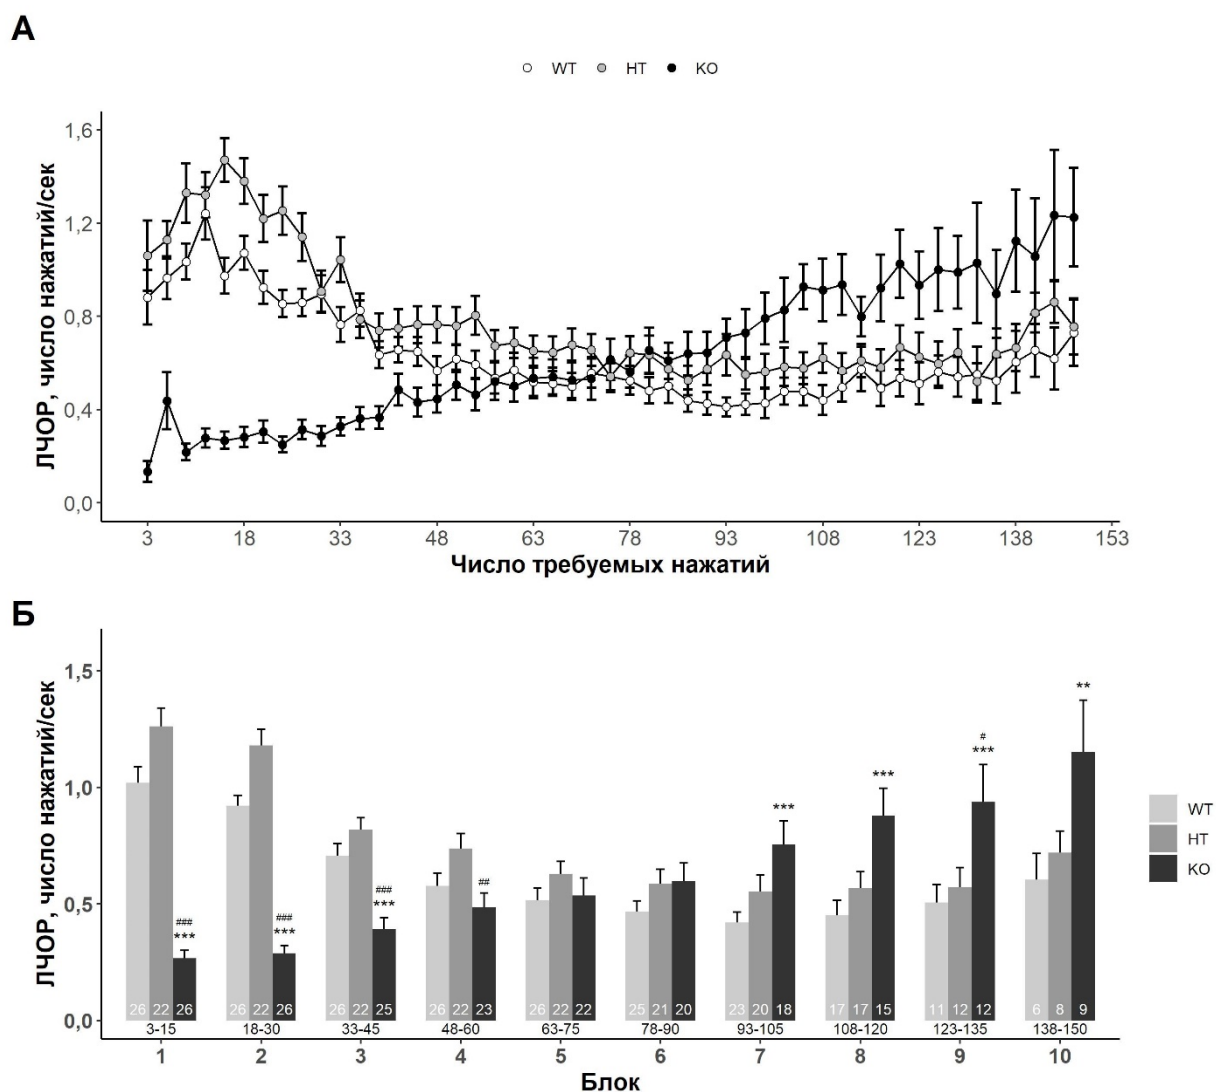 А
WT HT KO
ЛЧОР, число нажатий/сек
1,6
1,2
0,8
0,4
0,0
3 18 33 48 63 78 93 108 123 138 153
Число требуемых нажатий
Б
ЛЧОР, число нажатий/сек
1,5
1,0
0,5
0,0
### *** ### *** ### *** ## *** *** # *** **
WT
HT
KO
26 22 26 26 22 26 26 22 25 26 22 23 26 22 22 25 21 20 23 20 18 17 17 15 11 12 12 6 8 9
3-15 18-30 33-45 48-60 63-75 78-90 93-105 108-120 123-135 138-150
1 2 3 4 5 6 7 8 9 10
Блок